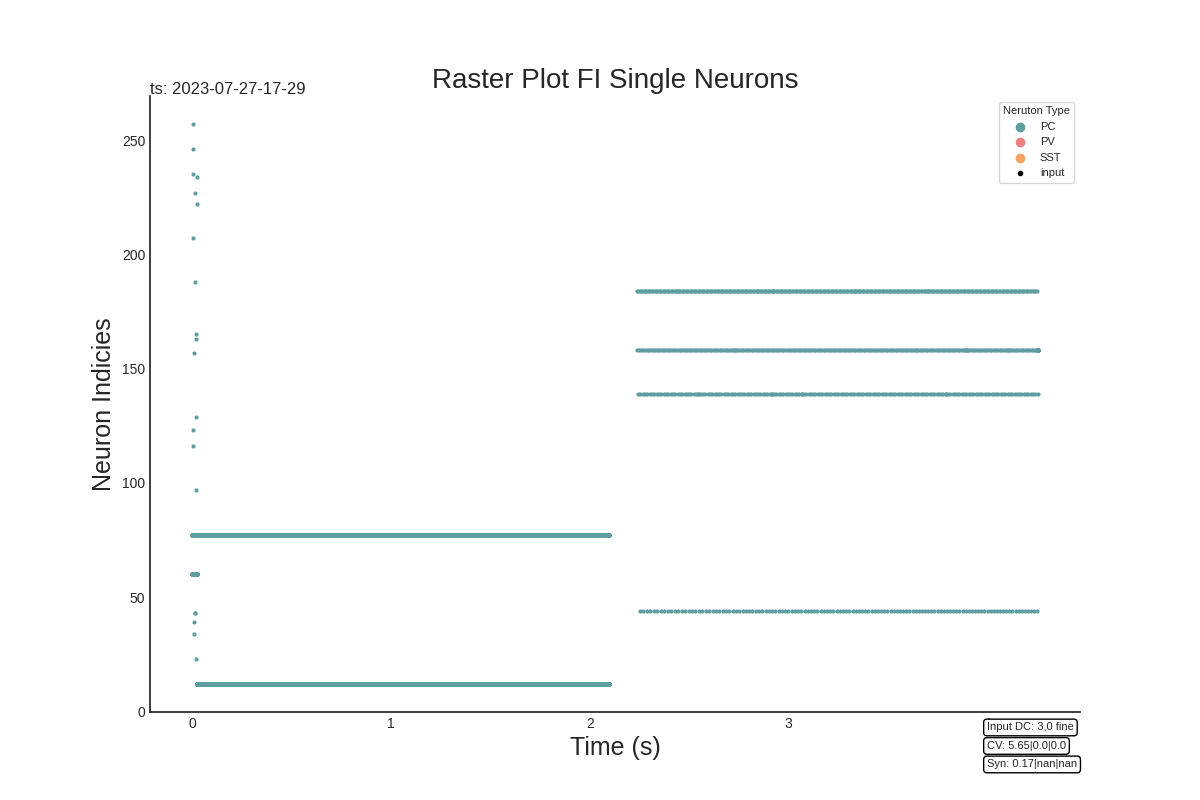 Raster Plot FI Single Neurons
ts: 2023-07-27-17-29
Neruton Type
PC
PV
SST
input
250
200
150
100
50
0
Neuron Indicies
0 1 2 3
Time (s)
Input DC: 3,0 fine
CV: 5.65|0.0|0.0
Syn: 0.17|nan|nan